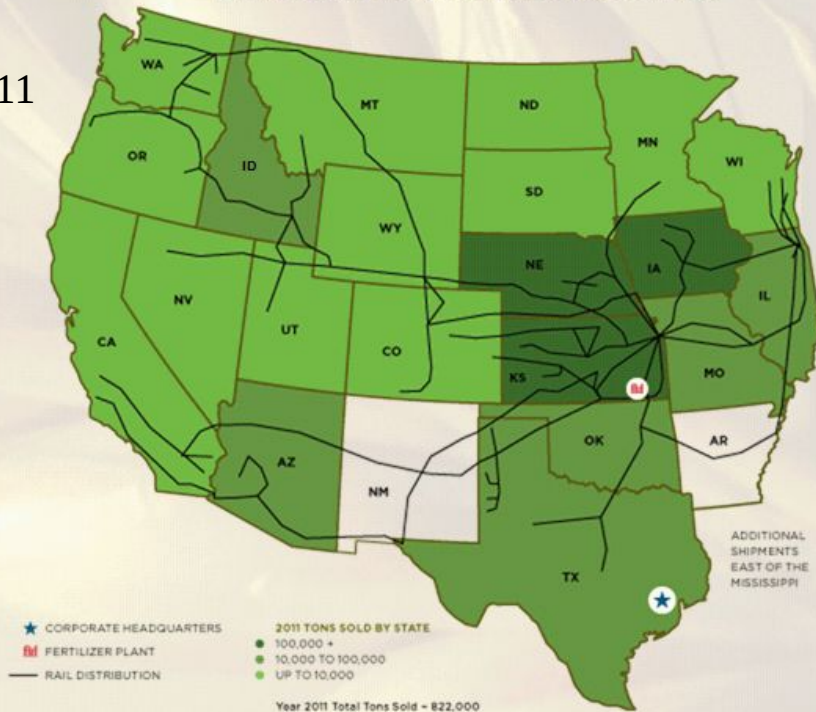 11
WA
MT
ND
MN
OR
ID
WI
SD
WY
NE
IA
NV
IL
UT
CA
CO
KS
MO
OK
AR
AZ
NM
TX
ADDITIONAL
SHIPMENTS
EAST OF THE
MISSISSIPPI
CORPORATE HEADQUARTERS
FERTILIZER PLANT
RAIL DISTRIBUTION
2011 TONS SOLD BY STATE
100,000 +
10,000 TO 100,000
UP TO 10,000
Year 2011 Total Tons Sold ~ 822,000